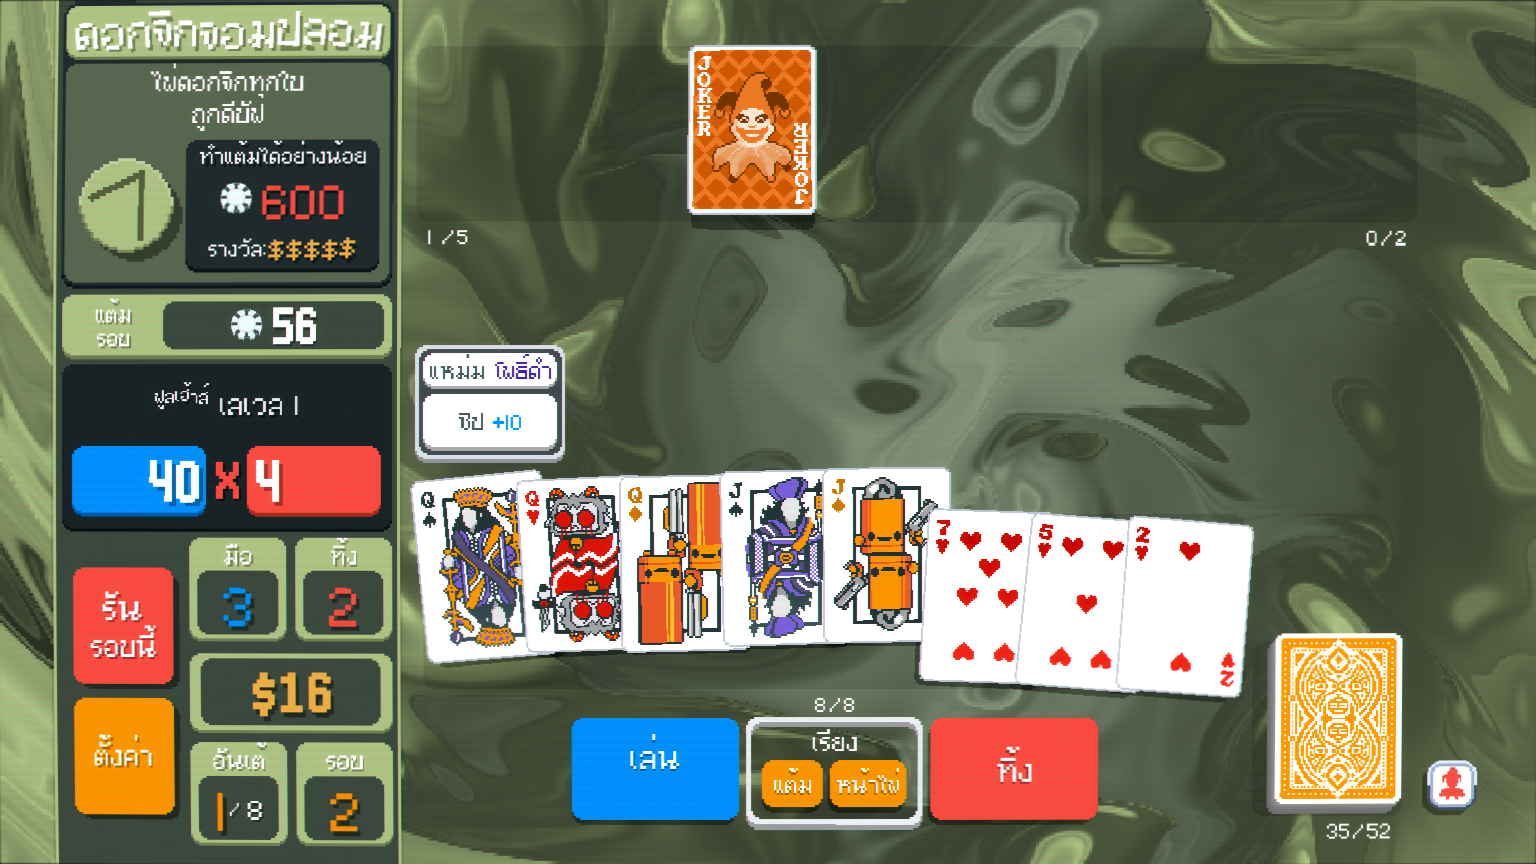 ดอกจิกจอมปลอม
ไพ่ดอกจิกทุกใบ
ถูกดีบัฟ
ทำแต้มได้อย่างน้อย
600
รางวัล:$$$$$
แต้ม
รอบ
56
ฟูลเฮ้าส์ เลเวล 1
40 X 4
รัน
รอบนี้
มือ
3
ทิ้ง
2
$16
ตั้งค่า
อันเต้
1/8
รอบ
2
JOKER
JOKER
1/5
0/2
แหม่ม โพธิ์ดำ
ชิป +10
Q
Q
Q
J
J
7
5
2
2
8/8
เล่น
เรียง
แต้ม
หน้าไพ่
ทิ้ง
35/52